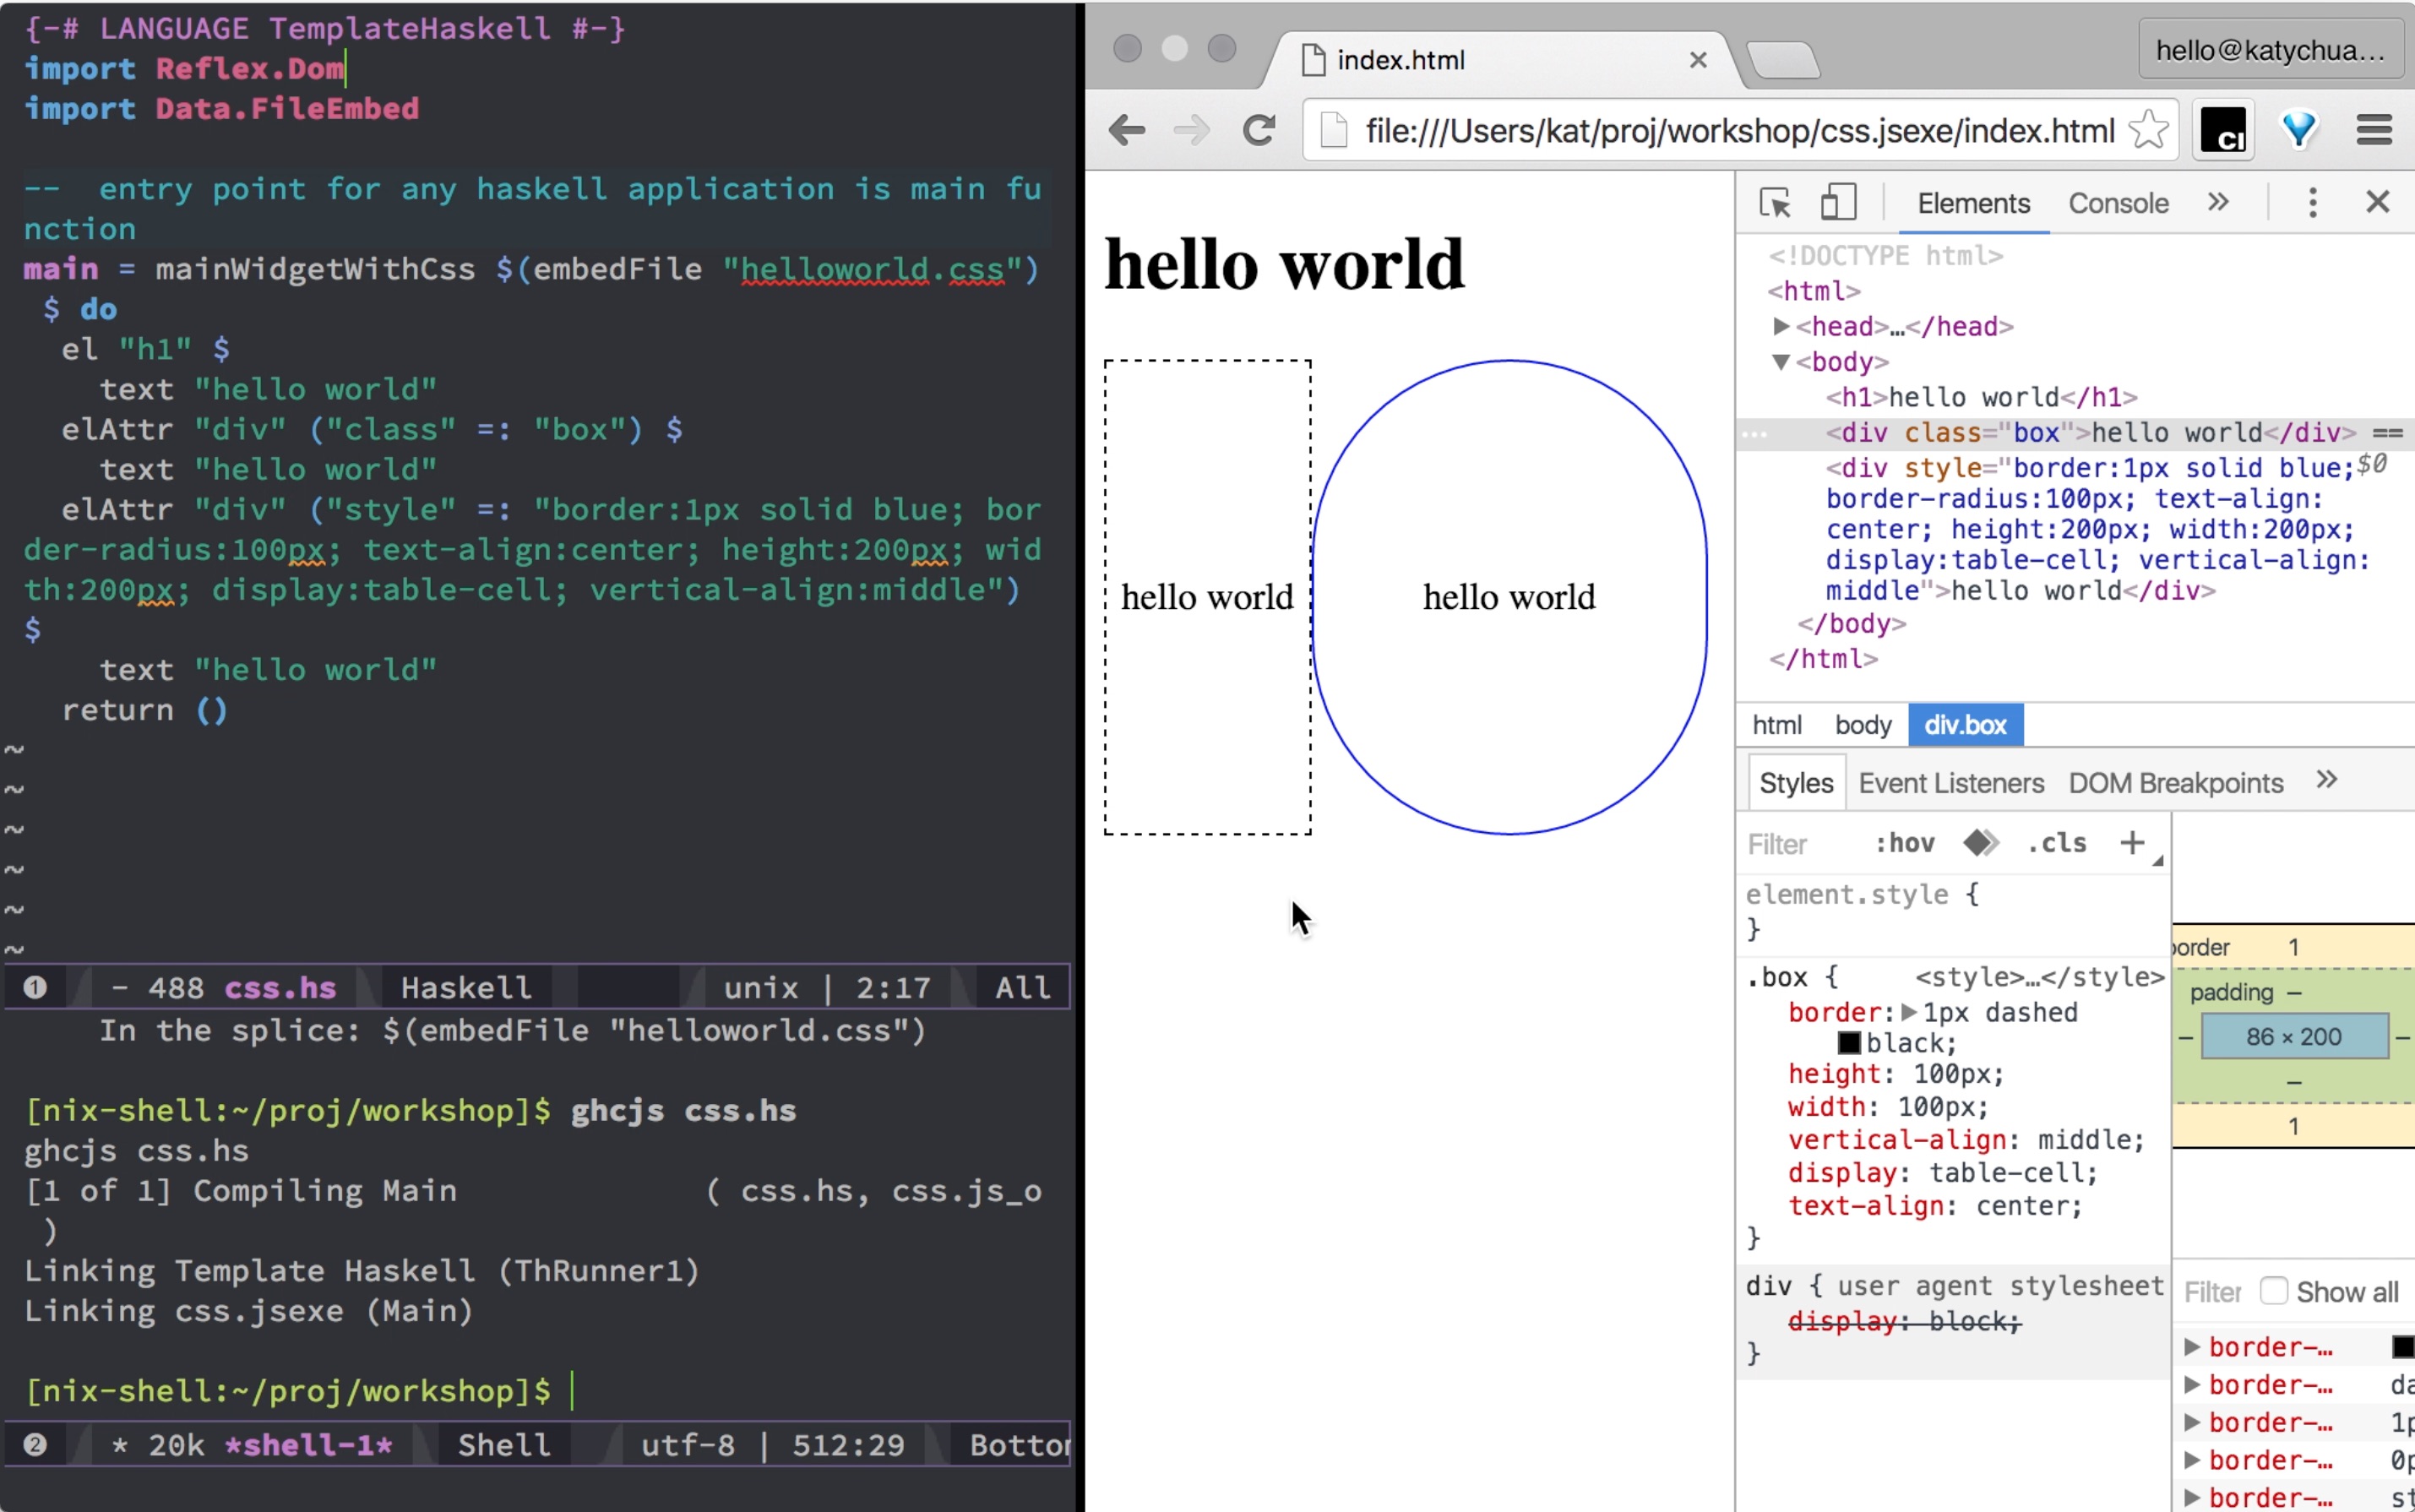 {-# LANGUAGE TemplateHaskell #-}
import Reflex.Dom
import Data.FileEmbed
--  entry point for any haskell application is main fu
nction
main = mainWidgetWithCss $(embedFile "helloworld.css")
 $ do
  el "h1" $
    text "hello world"
  elAttr "div" ("class" =: "box") $
    text "hello world"
  elAttr "div" ("style" =: "border:1px solid blue; bor
der-radius:100px; text-align:center; height:200px; wid
th:200px; display:table-cell; vertical-align:middle")
$
    text "hello world"
  return ()
~
~
~
~
~
~
1 - 488 css.hs Haskell unix | 2:17 All
    In the splice: $(embedFile "helloworld.css")
[nix-shell:~/proj/workshop]$ ghcjs css.hs
ghcjs css.hs
[1 of 1] Compiling Main             ( css.hs, css.js_o
 )
Linking Template Haskell (ThRunner1)
Linking css.jsexe (Main)
[nix-shell:~/proj/workshop]$
2 * 20k *shell-1* Shell utf-8 | 512:29
index.html
hello@katychua…
file:///Users/kat/proj/workshop/css.jsexe/index.html
hello world
hello world
hello world
Elements Console »
<!DOCTYPE html>
<html>
<head>…</head>
<body>
<h1>hello world</h1>
… <div class="box">hello world</div> ==
<div style="border:1px solid blue; $0
border-radius:100px; text-align:
center; height:200px; width:200px;
display:table-cell; vertical-align:
middle">hello world</div>
</body>
</html>
html body div.box
Styles Event Listeners DOM Breakpoints »
Filter :hov .cls +
element.style {
}
.box { <style>…</style>
border: 1px dashed
black;
height: 100px;
width: 100px;
vertical-align: middle;
display: table-cell;
text-align: center;
}
div { user agent stylesheet
display: block;
}
1
padding –
– 86 × 200 –
–
1
Filter Show all
border-…
border-…
border-…
border-…
border-…